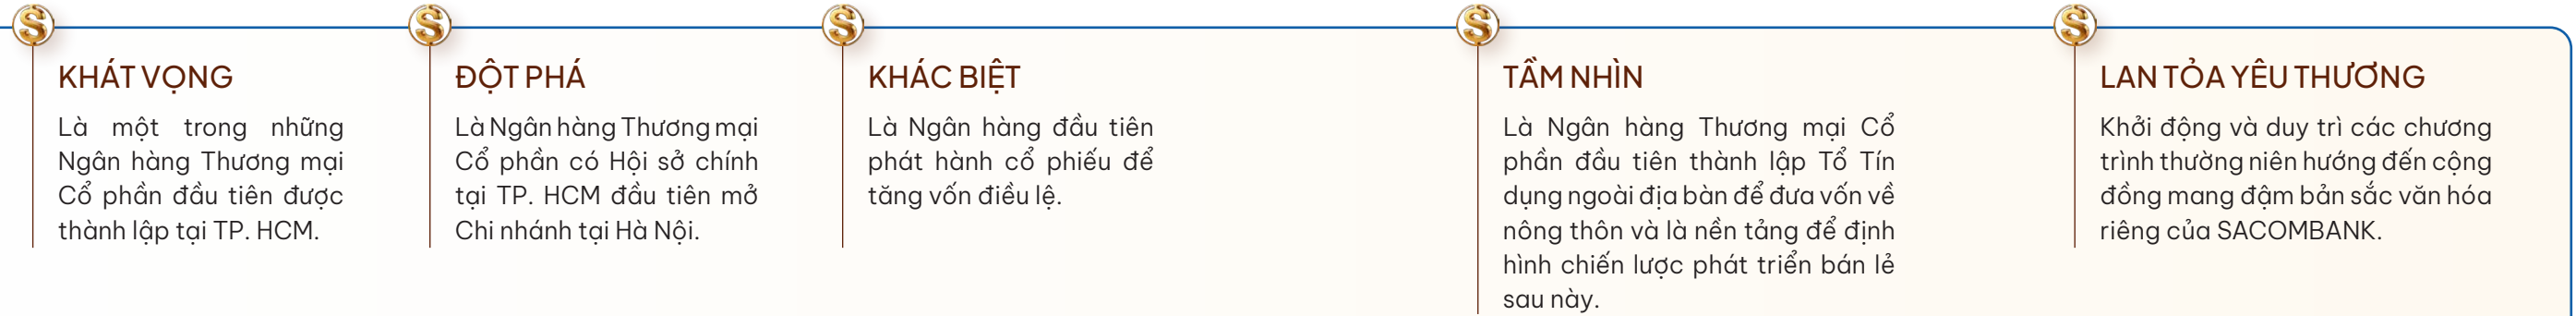 KHÁT VỌNG
Là một trong những
Ngân hàng Thương mại
Cổ phần đầu tiên được
thành lập tại TP. HCM.
ĐỘT PHÁ
Là Ngân hàng Thương mại
Cổ phần có Hội sở chính
tại TP. HCM đầu tiên mở
Chi nhánh tại Hà Nội.
KHÁC BIỆT
Là Ngân hàng đầu tiên
phát hành cổ phiếu để
tăng vốn điều lệ.
TẦM NHÌN
Là Ngân hàng Thương mại Cổ
phần đầu tiên thành lập Tổ Tín
dụng ngoài địa bàn để đưa vốn về
nông thôn và là nền tảng để định
hình chiến lược phát triển bán lẻ
sau này.
LAN TỎA YÊU THƯƠNG
Khởi động và duy trì các chương
trình thường niên hướng đến cộng
đồng mang đậm bản sắc văn hóa
riêng của SACOMBANK.